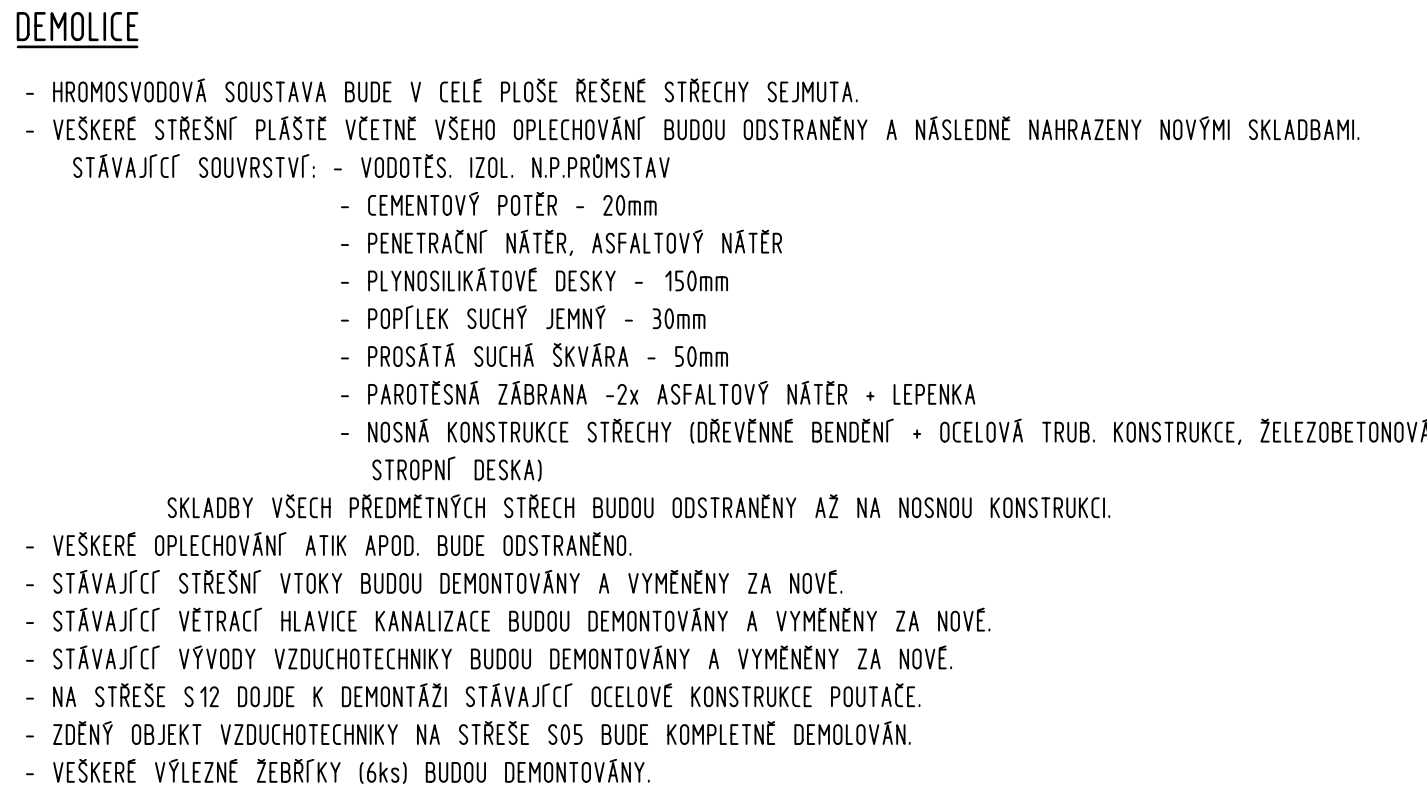 DEMOLICE
- HROMOSVODOVÁ SOUSTAVA BUDE V CELÉ PLOŠE ŘEŠENÉ STŘECHY SEJMUTA.
- VEŠKERÉ STŘEŠNÍ PLÁŠTĚ VČETNĚ VŠEHO OPLECHOVÁNÍ BUDOU ODSTRANĚNY A NÁSLEDNĚ NAHRAZENY NOVÝMI SKLADBAMI.
STÁVAJÍCÍ SOUVRSTVÍ: - VODOTĚS. IZOL. N.P.PRŮMSTAV
- CEMENTOVÝ POTĚR - 20mm
- PENETRAČNÍ NÁTĚR, ASFALTOVÝ NÁTĚR
- PLYNOSILIKÁTOVÉ DESKY - 150mm
- POPÍLEK SUCHÝ JEMNÝ - 30mm
- PROSÁTÁ SUCHÁ ŠKVÁRA - 50mm
- PAROTĚSNÁ ZÁBRANA -2x ASFALTOVÝ NÁTĚR + LEPENKA
- NOSNÁ KONSTRUKCE STŘECHY (DŘEVĚNNÉ BENDĚNÍ + OCELOVÁ TRUB. KONSTRUKCE, ŽELEZOBETONOVÁ
STROPNÍ DESKA)
SKLADBY VŠECH PŘEDMĚTNÝCH STŘECH BUDOU ODSTRANĚNY AŽ NA NOSNOU KONSTRUKCI.
- VEŠKERÉ OPLECHOVÁNÍ ATIK APOD. BUDE ODSTRANĚNO.
- STÁVAJÍCÍ STŘEŠNÍ VTOKY BUDOU DEMONTOVÁNY A VYMĚNĚNY ZA NOVÉ.
- STÁVAJÍCÍ VĚTRACÍ HLAVICE KANALIZACE BUDOU DEMONTOVÁNY A VYMĚNĚNY ZA NOVÉ.
- STÁVAJÍCÍ VÝVODY VZDUCHOTECHNIKY BUDOU DEMONTOVÁNY A VYMĚNĚNY ZA NOVÉ.
- NA STŘEŠE S12 DOJDE K DEMONTÁŽI STÁVAJÍCÍ OCELOVÉ KONSTRUKCE POUTAČE.
- ZDĚNÝ OBJEKT VZDUCHOTECHNIKY NA STŘEŠE S05 BUDE KOMPLETNĚ DEMOLOVÁN.
- VEŠKERÉ VÝLEZNÉ ŽEBŘÍKY (6ks) BUDOU DEMONTOVÁNY.